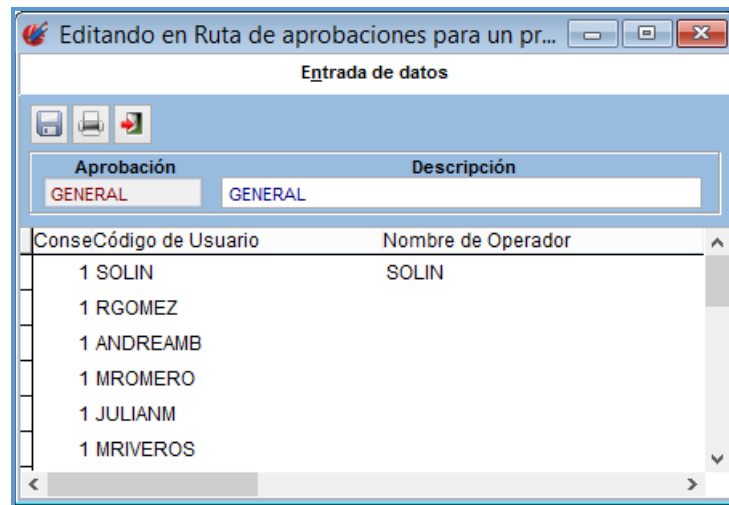 Editando en Ruta de aprobaciones para un pr...
Entrada de datos
Aprobación Descripción
GENERAL GENERAL
ConseCódigo de Usuario Nombre de Operador
1 SOLIN SOLIN
1 RGOMEZ
1 ANDREAMB
1 MROMERO
1 JULIANM
1 MRIVEROS